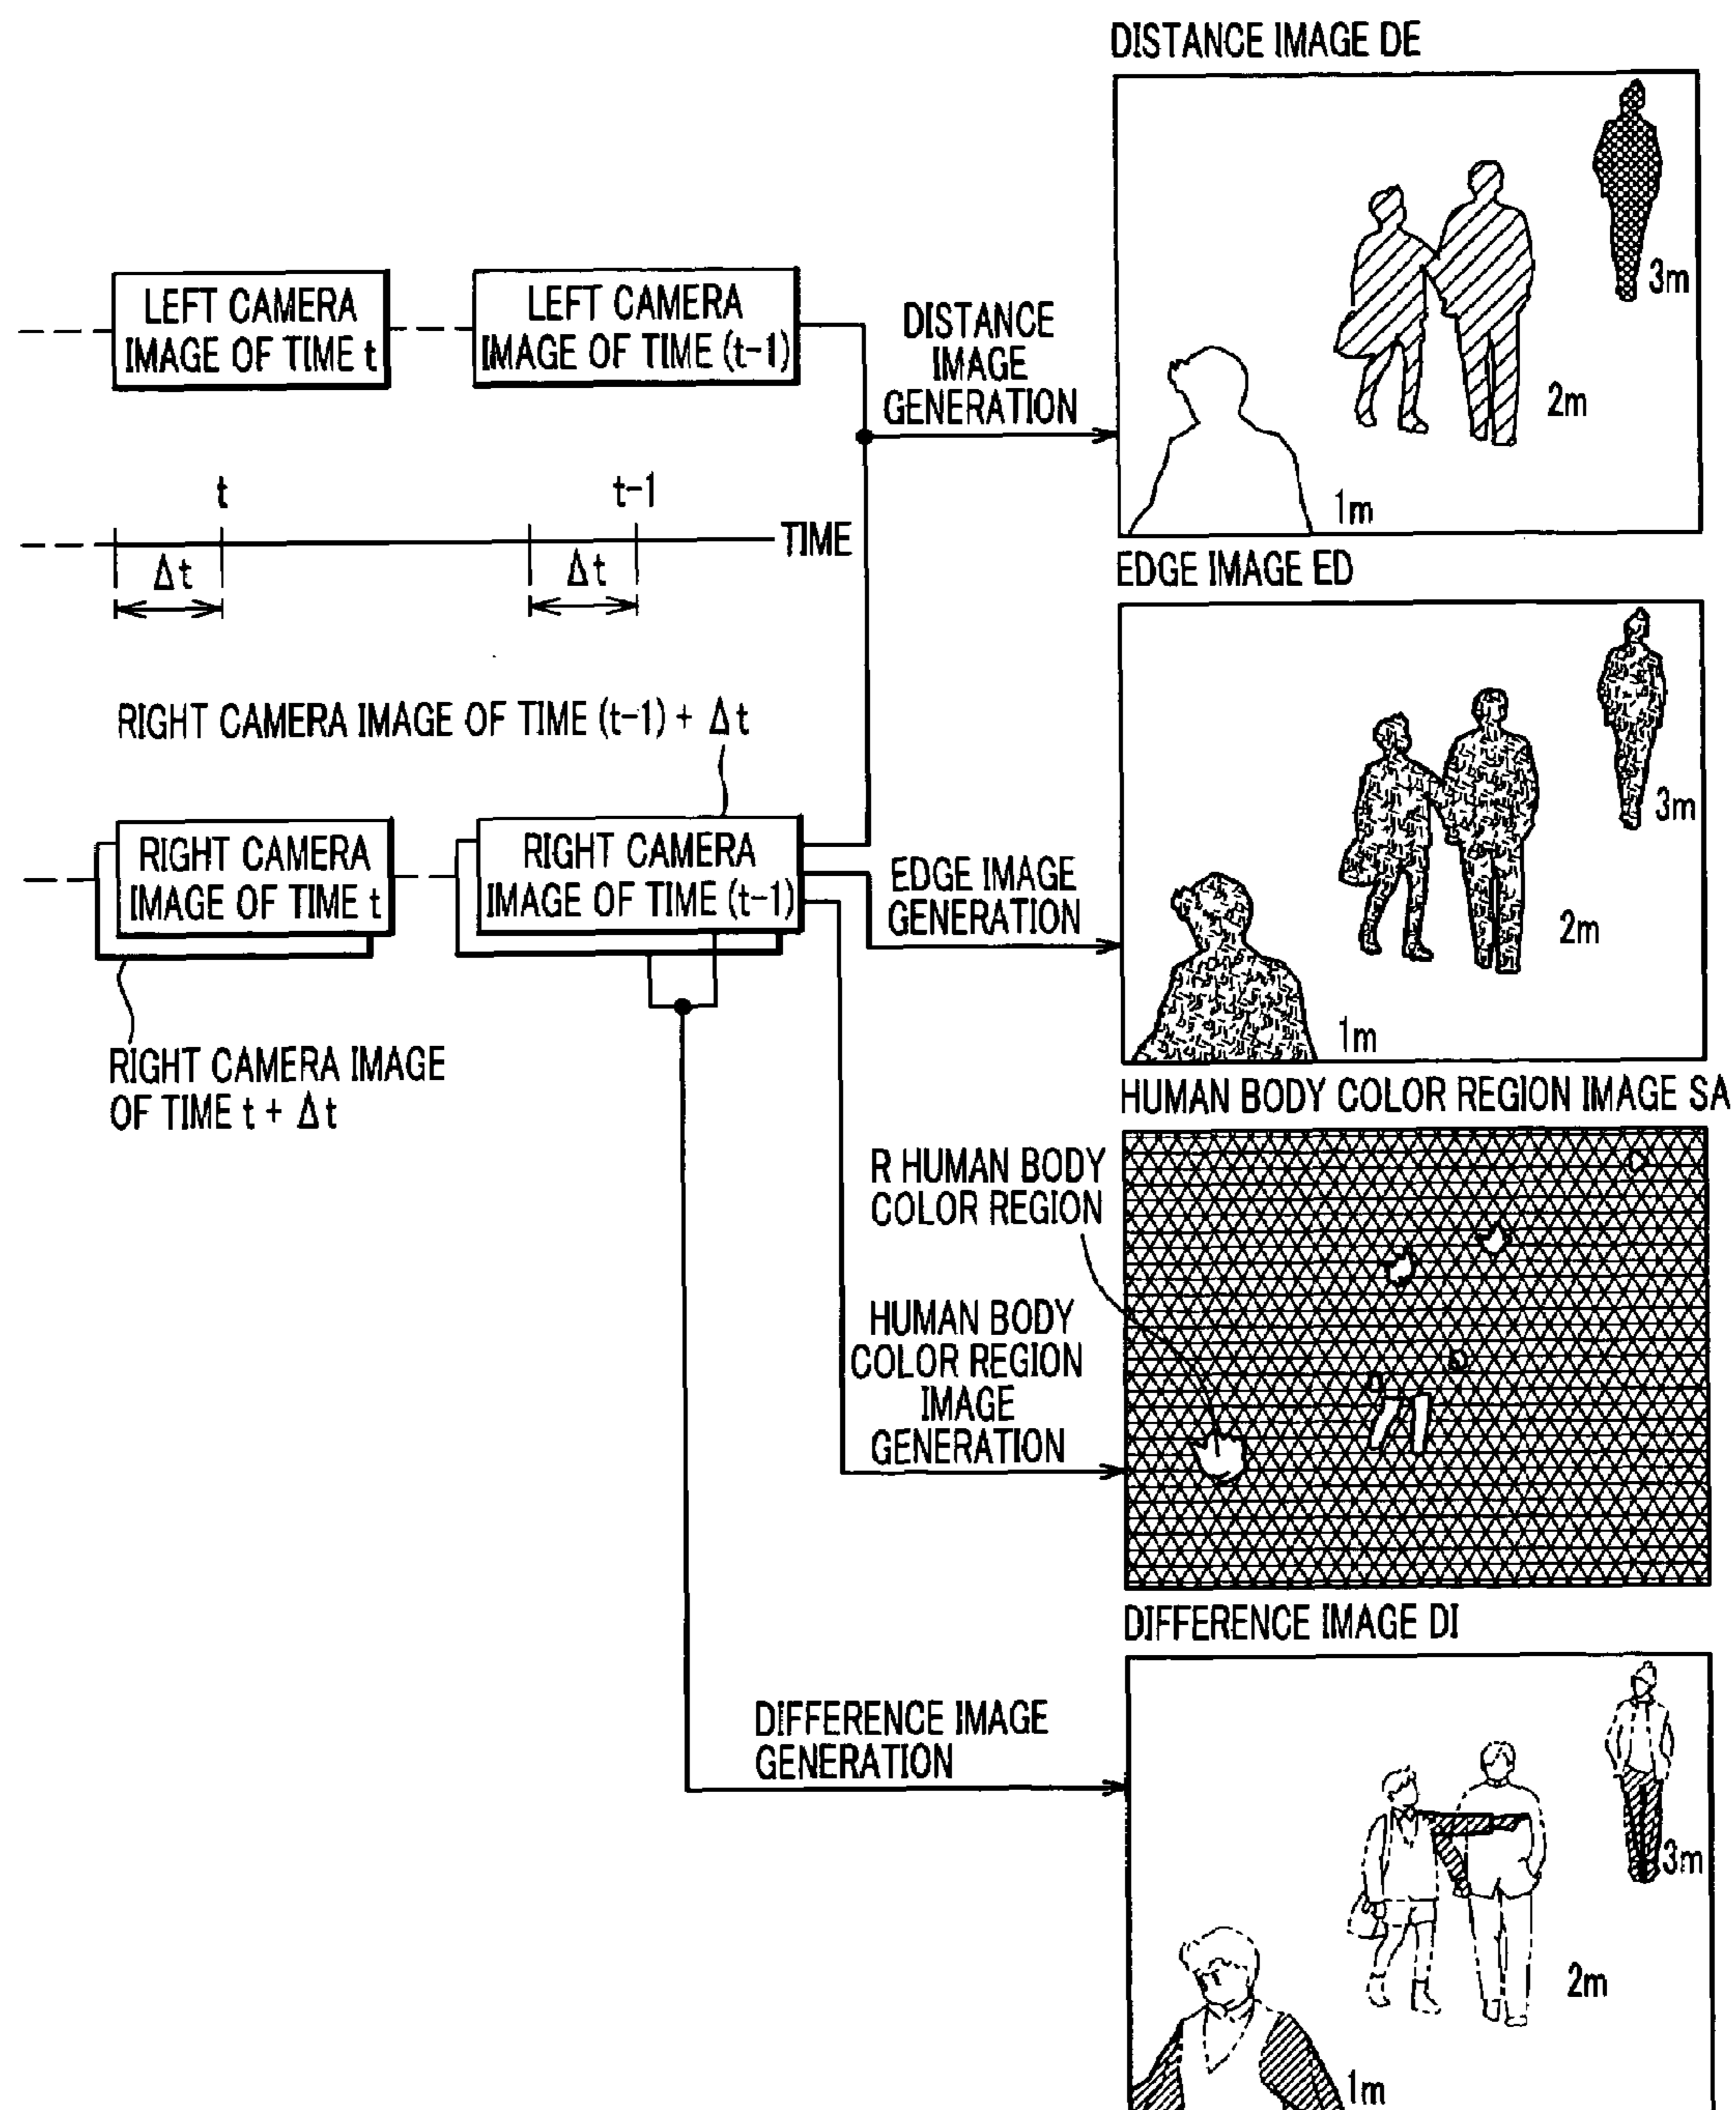 DISTANCE IMAGE DE
3m
2m
1m
LEFT CAMERA
IMAGE OF TIME t
LEFT CAMERA
IMAGE OF TIME (t-1)
DISTANCE
IMAGE
GENERATION
t
t-1
TIME
Δt
Δt
EDGE IMAGE ED
3m
2m
1m
RIGHT CAMERA IMAGE OF TIME (t-1) + Δt
RIGHT CAMERA
IMAGE OF TIME t
RIGHT CAMERA
IMAGE OF TIME (t-1)
EDGE IMAGE
GENERATION
RIGHT CAMERA IMAGE
OF TIME t + Δt
HUMAN BODY COLOR REGION IMAGE SA
R HUMAN BODY
COLOR REGION
HUMAN BODY
COLOR REGION
IMAGE
GENERATION
DIFFERENCE IMAGE DI
DIFFERENCE IMAGE
GENERATION
3m
2m
1m